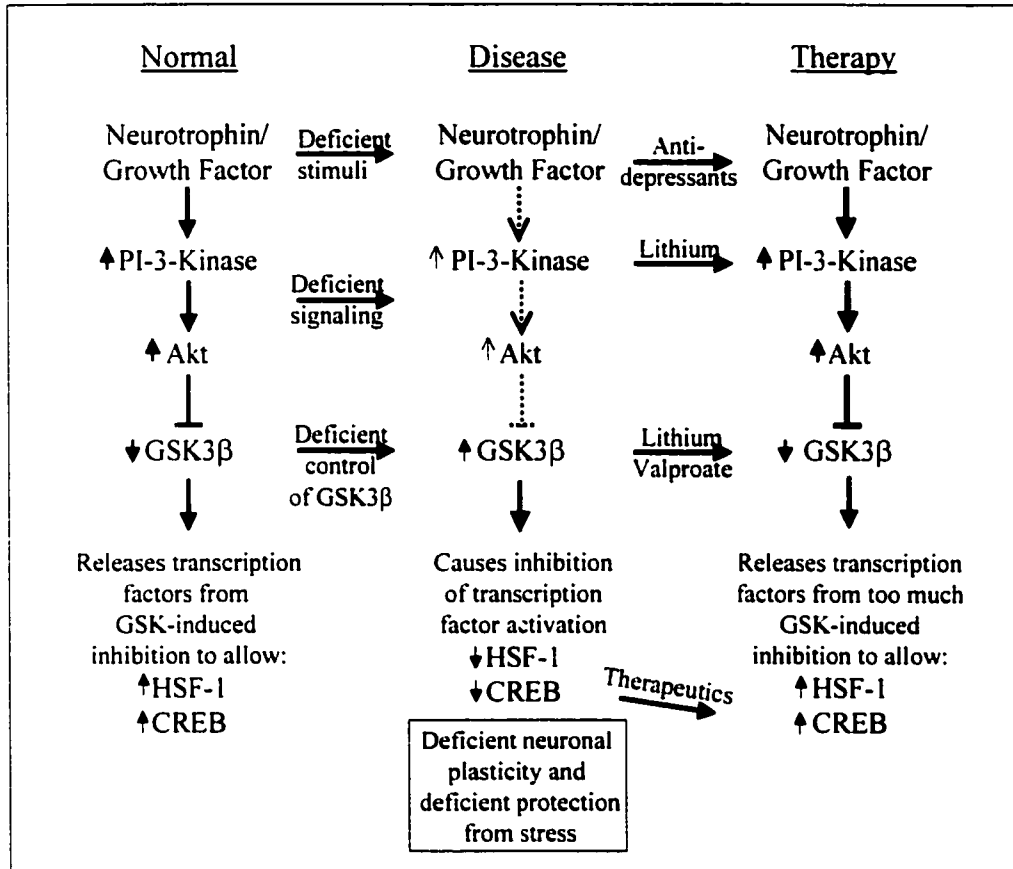 Normal
Neurotrophin/
Growth Factor
PI-3-Kinase
Akt
GSK3β
Releases transcription
factors from
GSK-induced
inhibition to allow:
HSF-1
CREB
Deficient
stimuli
Deficient
signaling
Deficient
control
of GSK3β
Disease
Neurotrophin/
Growth Factor
PI-3-Kinase
Akt
GSK3β
Causes inhibition
of transcription
factor activation
HSF-1
CREB
Deficient neuronal
plasticity and
deficient protection
from stress
Anti-
depressants
Lithium
Lithium
Valproate
Therapeutics
Therapy
Neurotrophin/
Growth Factor
PI-3-Kinase
Akt
GSK3β
Releases transcription
factors from too much
GSK-induced
inhibition to allow:
HSF-1
CREB